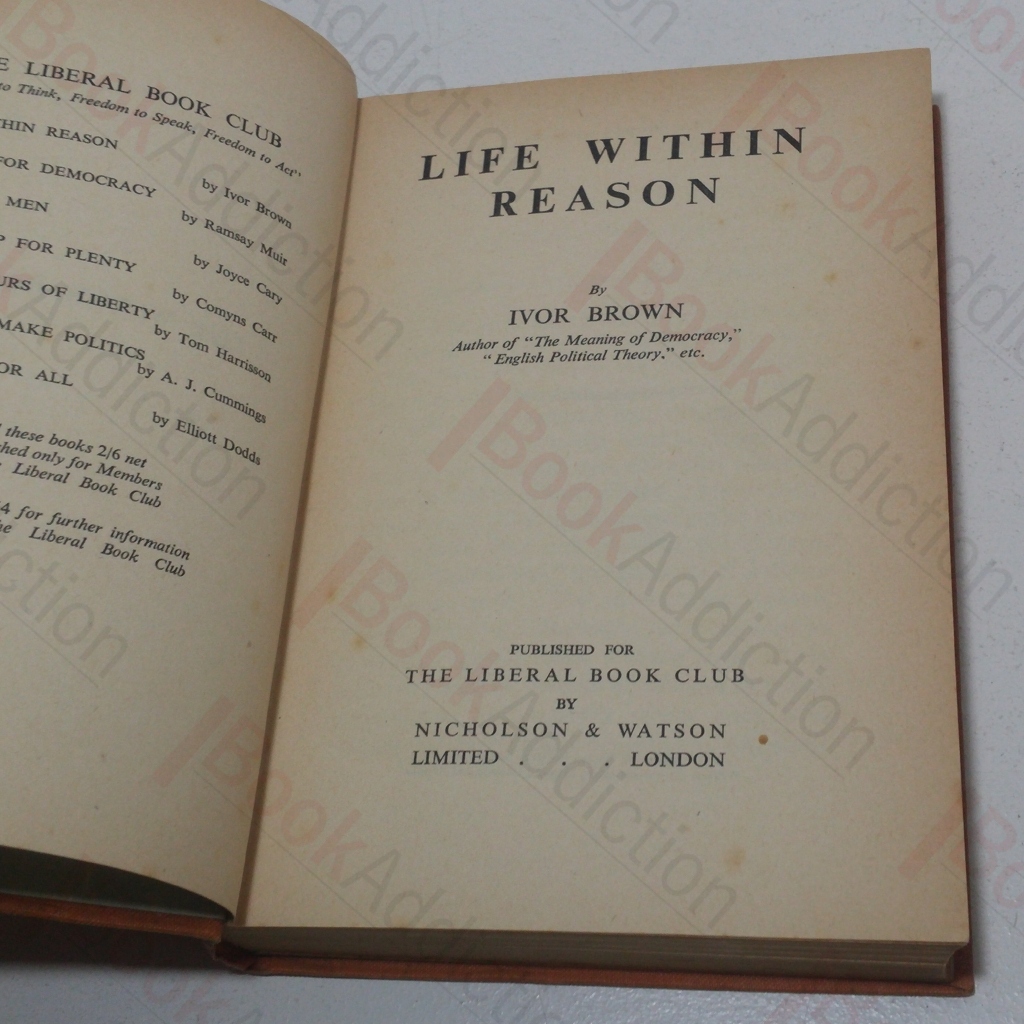 E LIBERAL BOOK CLUB
to Think, Freedom to Speak, Freedom to Act"
HIN REASON
by Ivor Brown
FOR DEMOCRACY
by Ramsay Muir
MEN
by Joyce Cary
P FOR PLENTY
by Comyns Carr
URS OF LIBERTY
by Tom Harrisson
MAKE POLITICS
by A. J. Cummings
OR ALL
by Elliott Dodds
these books 2/6 net
shed only for Members
Liberal Book Club
4 for further information
he Liberal Book Club
LIFE WITHIN
REASON
By
IVOR BROWN
Author of "The Meaning of Democracy,"
"English Political Theory." etc.
PUBLISHED FOR
THE LIBERAL BOOK CLUB
BY
NICHOLSON & WATSON
LIMITED . . . LONDON
BookAddiction